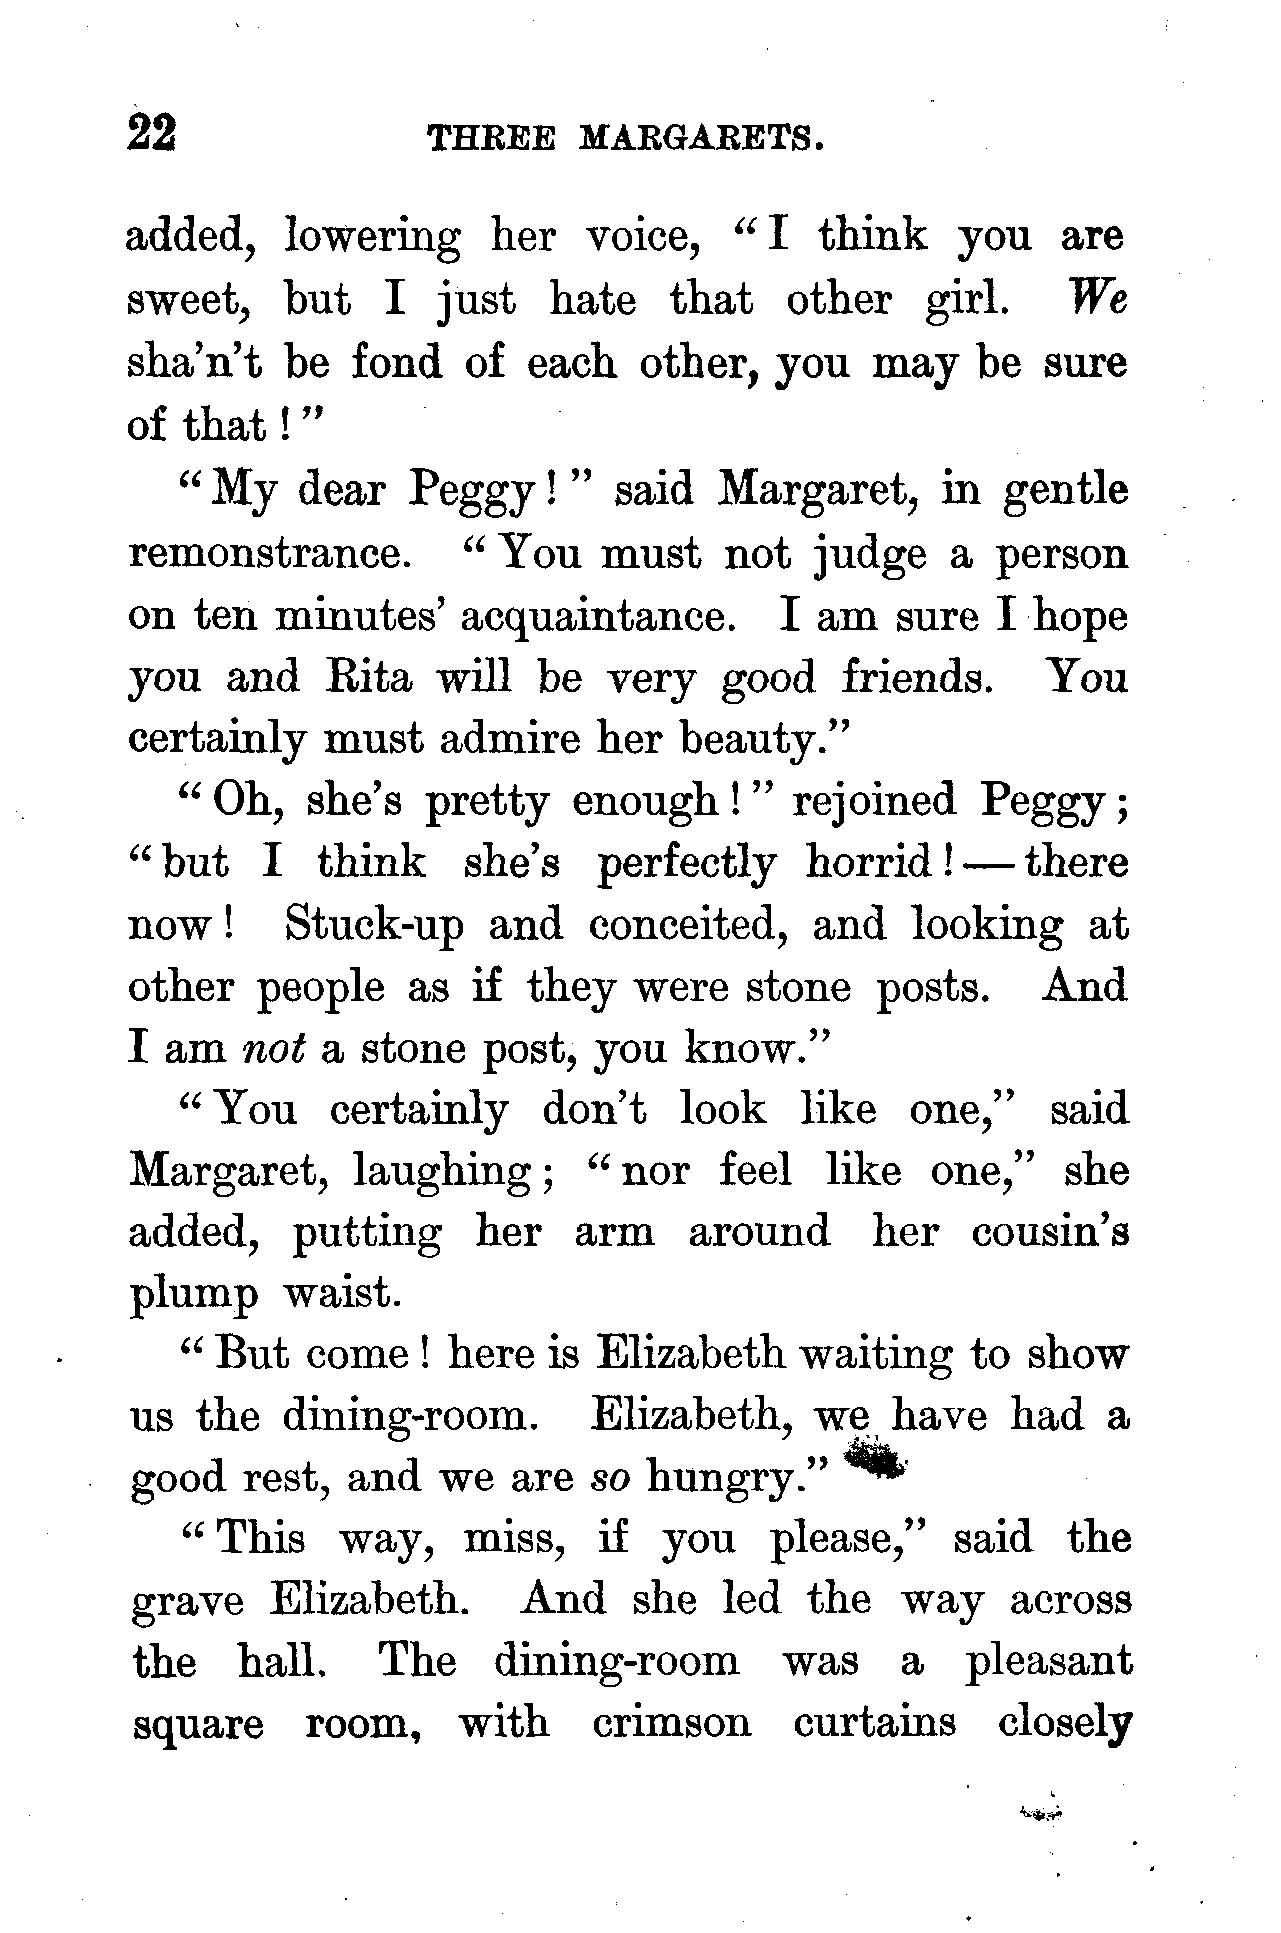 22 THREE MARGARETS.
added, lowering her voice, "I think you are
sweet, but I just hate that other girl. We
sha'n't be fond of each other, you may be sure
of that!"
"My dear Peggy!" said Margaret, in gentle
remonstrance. "You must not judge a person
on ten minutes' acquaintance. I am sure I hope
you and Rita will be very good friends. You
certainly must admire her beauty."
"Oh, she's pretty enough!" rejoined Peggy;
"but I think she's perfectly horrid!—there
now! Stuck-up and conceited, and looking at
other people as if they were stone posts. And
I am not a stone post, you know."
"You certainly don't look like one," said
Margaret, laughing; "nor feel like one," she
added, putting her arm around her cousin's
plump waist.
"But come! here is Elizabeth waiting to show
us the dining-room. Elizabeth, we have had a
good rest, and we are so hungry."
"This way, miss, if you please," said the
grave Elizabeth. And she led the way across
the hall. The dining-room was a pleasant
square room, with crimson curtains closely